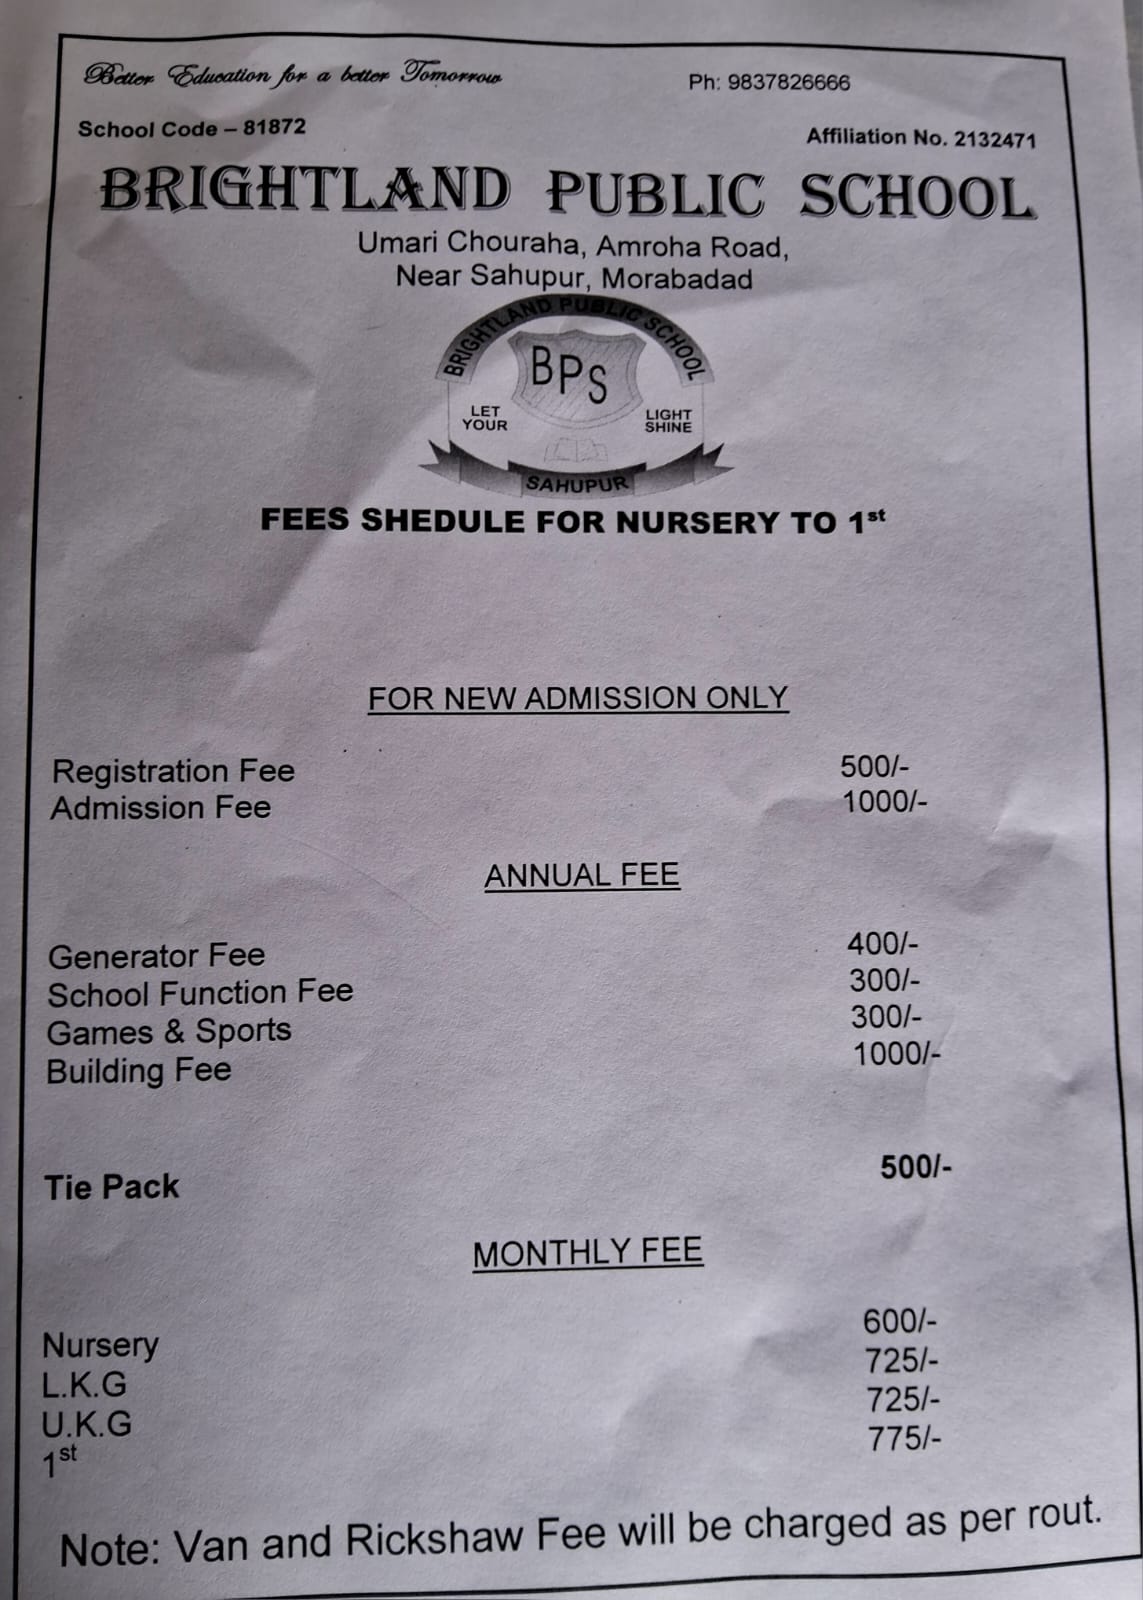 Better Education for a better Tomorrow
Ph: 9837826666
School Code – 81872
Affiliation No. 2132471
BRIGHTLAND PUBLIC SCHOOL
Umari Chouraha, Amroha Road,
Near Sahupur, Morabadad
BRIGHTLAND PUBLIC SCHOOL
BPS
LET YOUR
LIGHT SHINE
SAHUPUR
FEES SHEDULE FOR NURSERY TO 1st
FOR NEW ADMISSION ONLY
Registration Fee 500/-
Admission Fee 1000/-
ANNUAL FEE
Generator Fee 400/-
School Function Fee 300/-
Games & Sports 300/-
Building Fee 1000/-
Tie Pack 500/-
MONTHLY FEE
Nursery 600/-
L.K.G 725/-
U.K.G 725/-
1st 775/-
Note: Van and Rickshaw Fee will be charged as per rout.